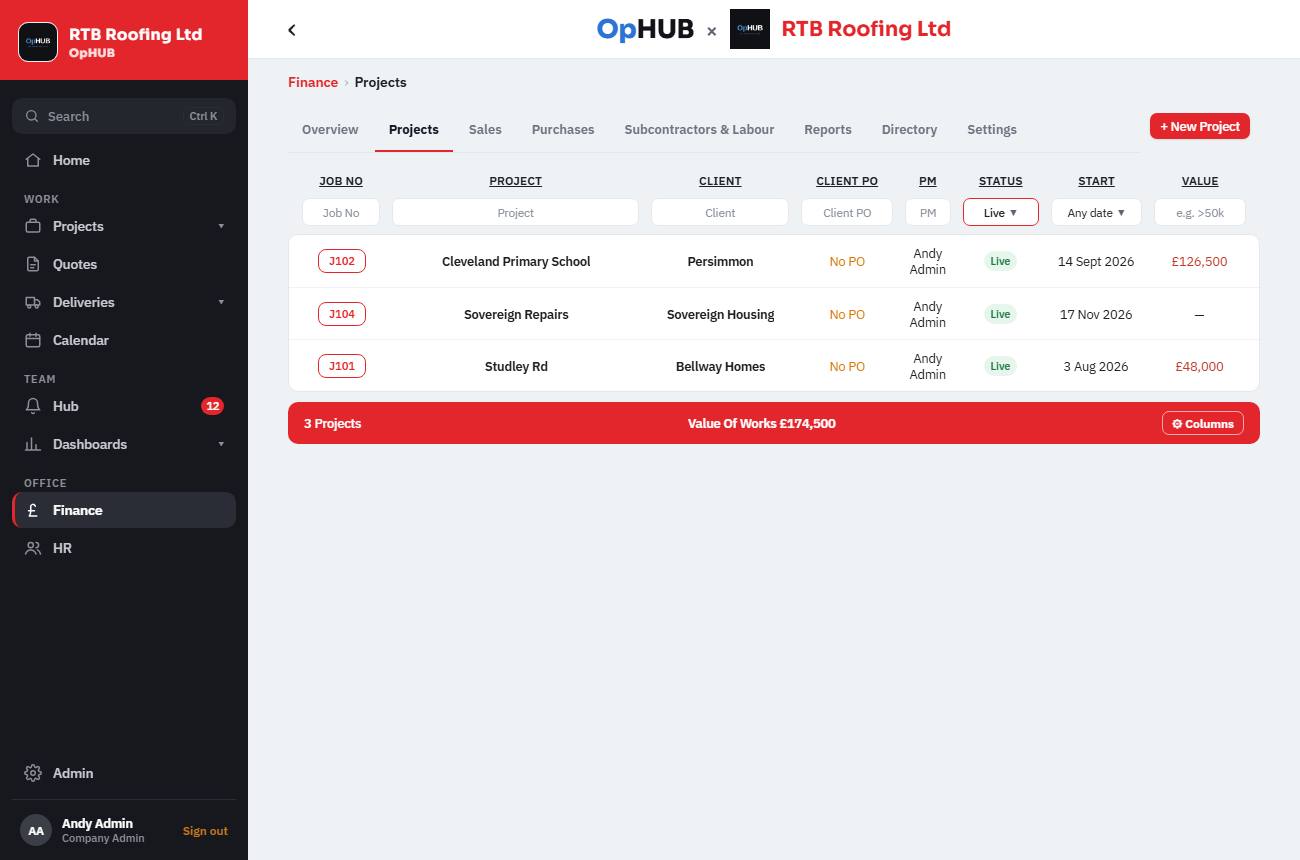 OpHUB
RTB Roofing Ltd
OpHUB
Search
Ctrl K
Home
WORK
Projects
Quotes
Deliveries
Calendar
TEAM
Hub
12
Dashboards
OFFICE
Finance
HR
Admin
AA
Andy Admin
Company Admin
Sign out
OpHUB × OpHUB RTB Roofing Ltd
Finance › Projects
Overview Projects Sales Purchases Subcontractors & Labour Reports Directory Settings
+ New Project
JOB NO PROJECT CLIENT CLIENT PO PM STATUS START VALUE
Job No Project Client Client PO PM Live ▼ Any date ▼ e.g. >50k
J102 Cleveland Primary School Persimmon No PO Andy Admin Live 14 Sept 2026 £126,500
J104 Sovereign Repairs Sovereign Housing No PO Andy Admin Live 17 Nov 2026 —
J101 Studley Rd Bellway Homes No PO Andy Admin Live 3 Aug 2026 £48,000
3 Projects Value Of Works £174,500 Columns